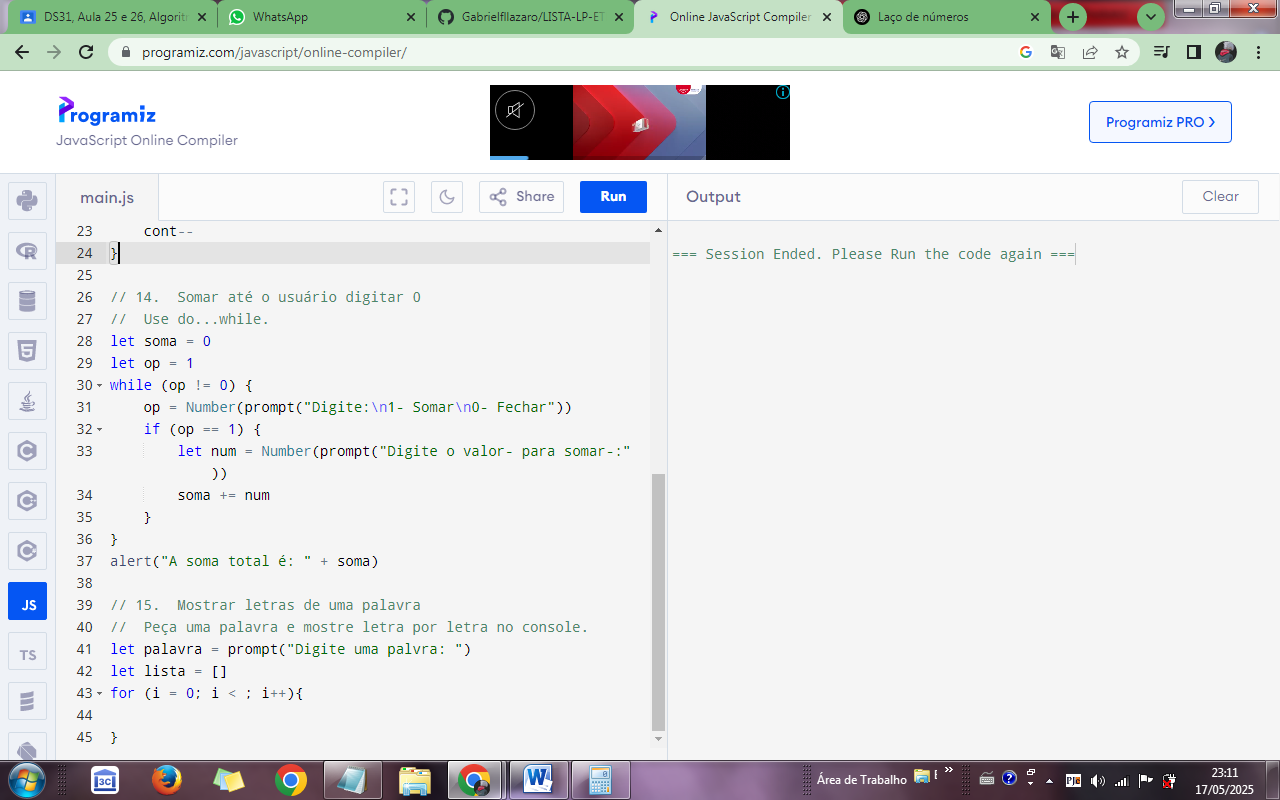 DS31, Aula 25 e 26, Algoritr
WhatsApp
Gabrielfllazaro/LISTA-LP-ET
Online JavaScript Compiler
Laço de números
programiz.com/javascript/online-compiler/
Programiz
JavaScript Online Compiler
Programiz PRO
main.js
Share
Run
Output
Clear
23 cont--
24 }
=== Session Ended. Please Run the code again ===
25
26 // 14.  Somar até o usuário digitar 0
27 //  Use do...while.
28 let soma = 0
29 let op = 1
30 while (op != 0) {
31 op = Number(prompt("Digite:\n1- Somar\n0- Fechar"))
32 if (op == 1) {
33 let num = Number(prompt("Digite o valor- para somar-:"
))
34 soma += num
35 }
36 }
37 alert("A soma total é: " + soma)
38
39 // 15.  Mostrar letras de uma palavra
40 //  Peça uma palavra e mostre letra por letra no console.
41 let palavra = prompt("Digite uma palvra: ")
42 let lista = []
43 for (i = 0; i < ; i++){
44
45 }
JS
TS
Área de Trabalho
23:11
17/05/2025